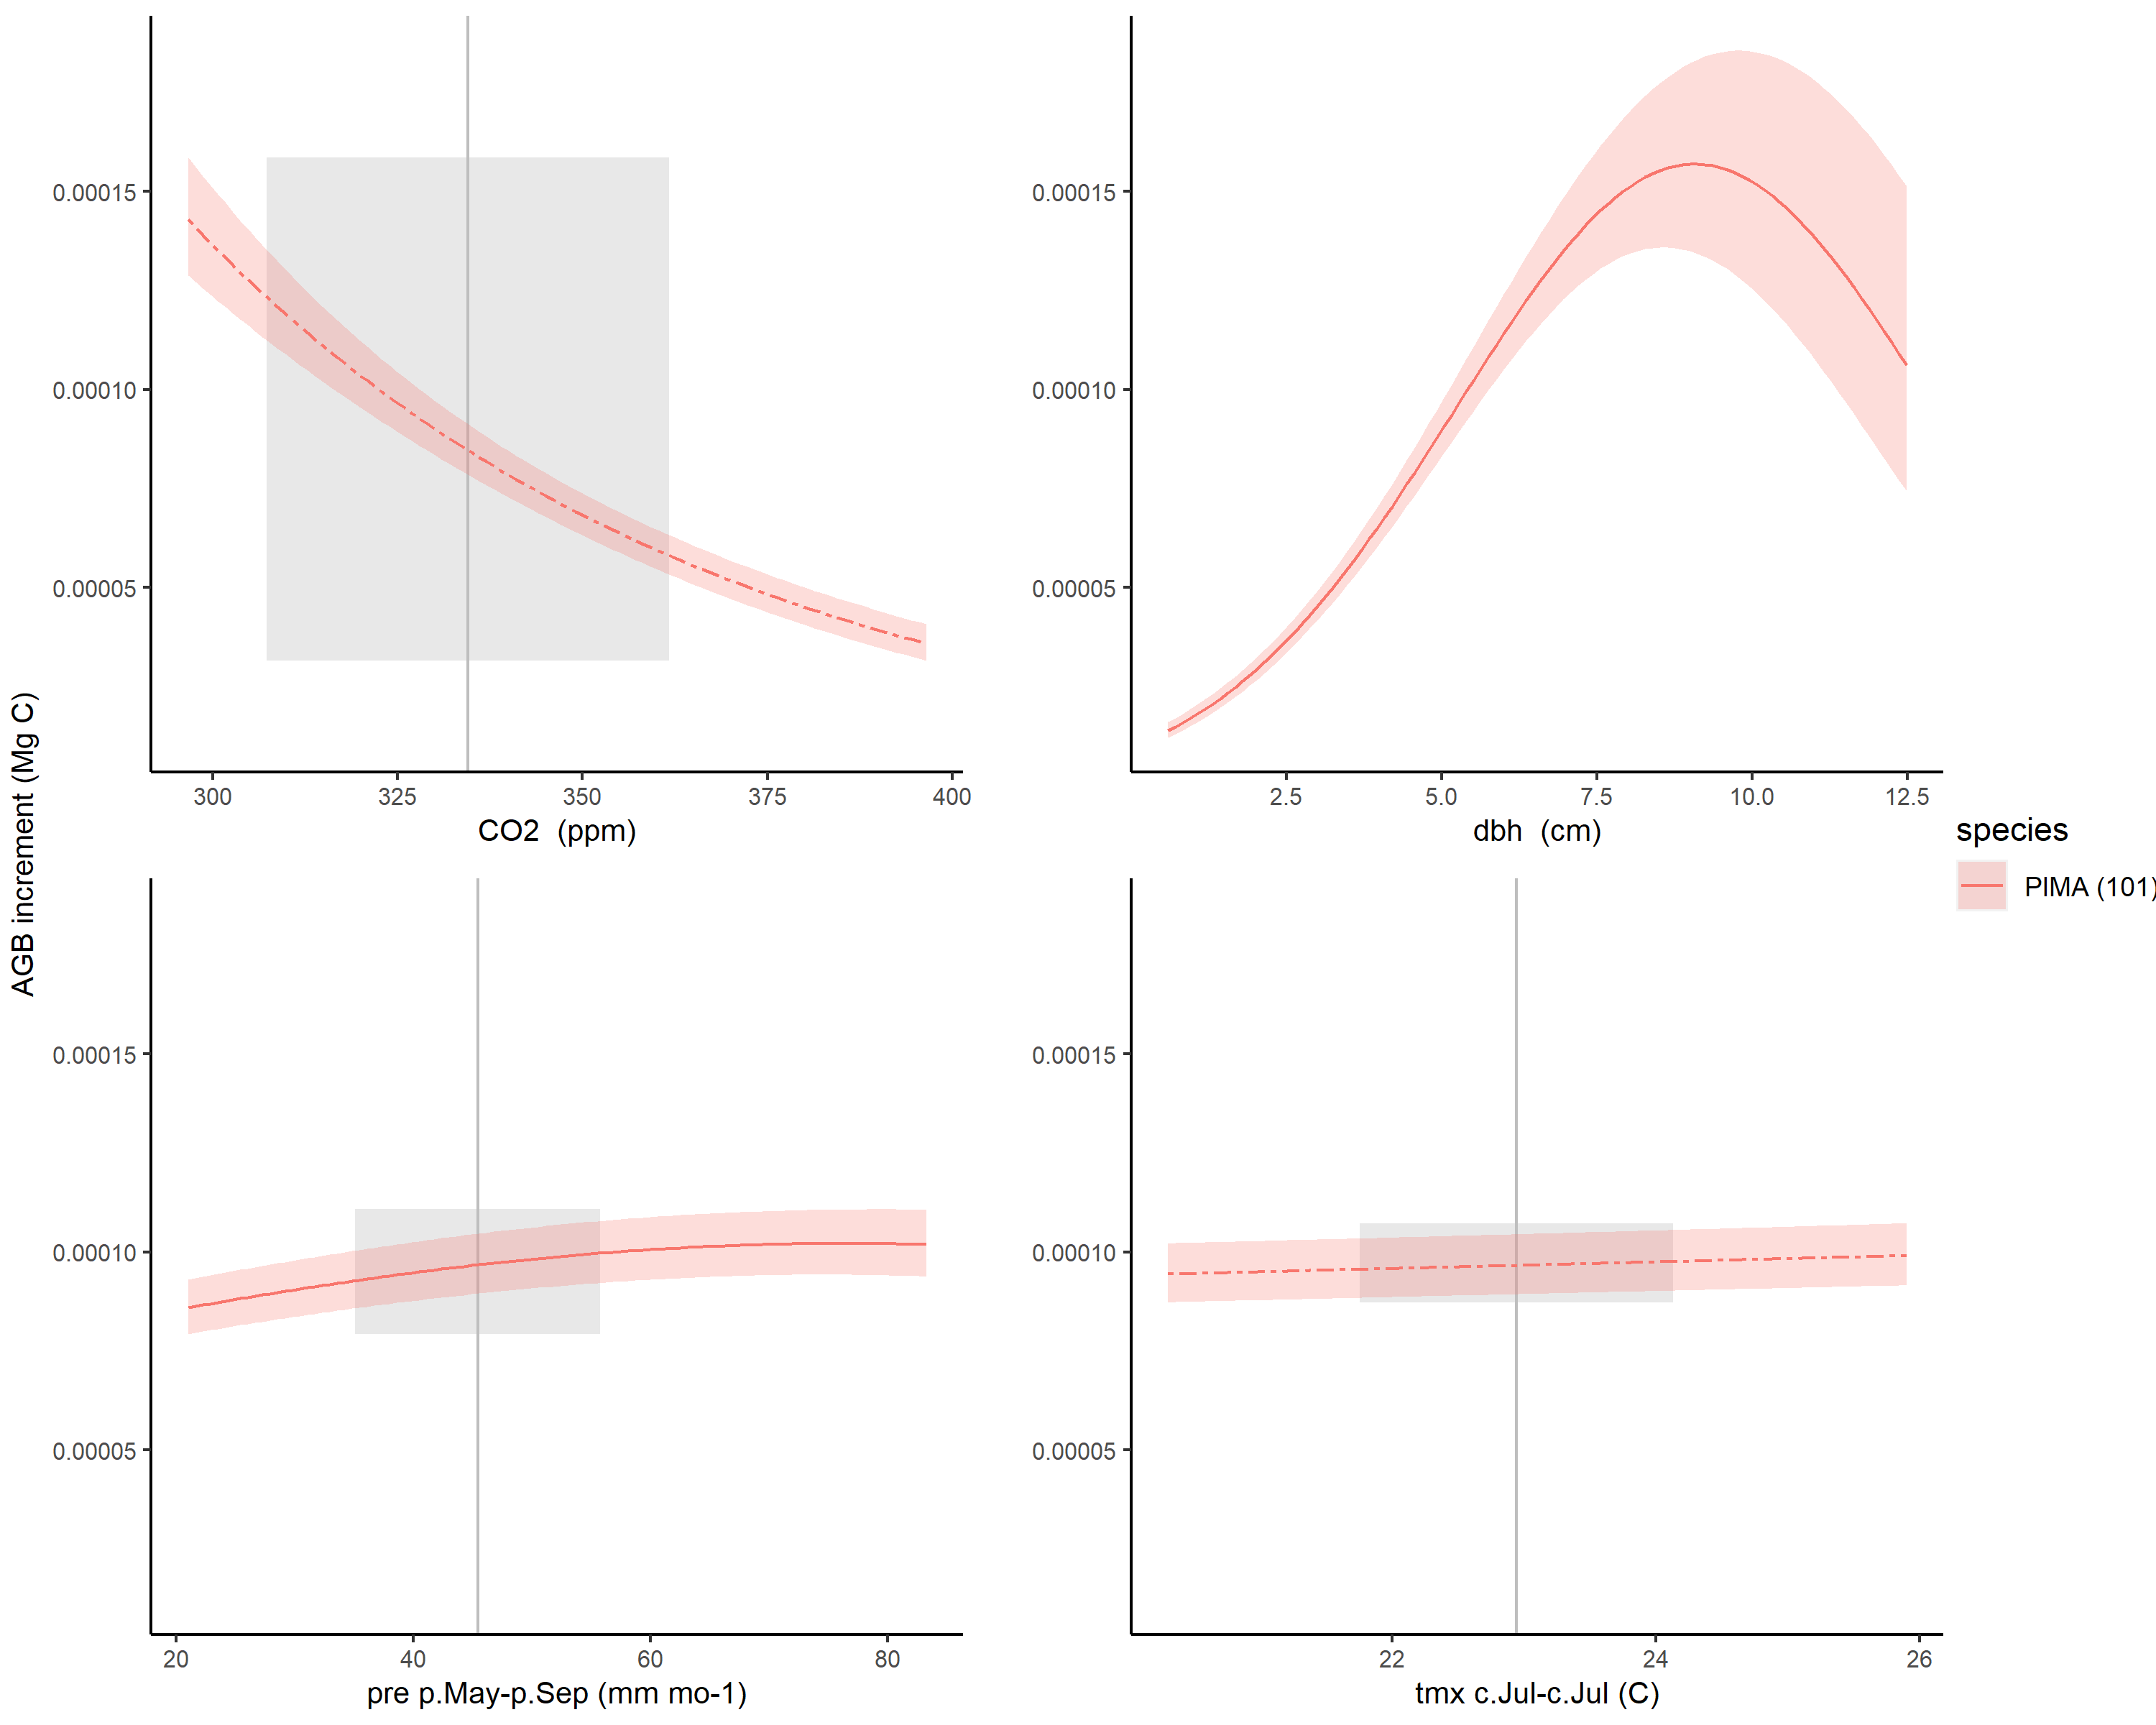 AGB increment (Mg C)
0.00015
0.00010
0.00005
300 325 350 375 400
CO2 (ppm)
0.00015
0.00010
0.00005
2.5 5.0 7.5 10.0 12.5
dbh (cm)
0.00015
0.00010
0.00005
20 40 60 80
pre p.May-p.Sep (mm mo-1)
0.00015
0.00010
0.00005
22 24 26
tmx c.Jul-c.Jul (C)
species
PIMA (101)